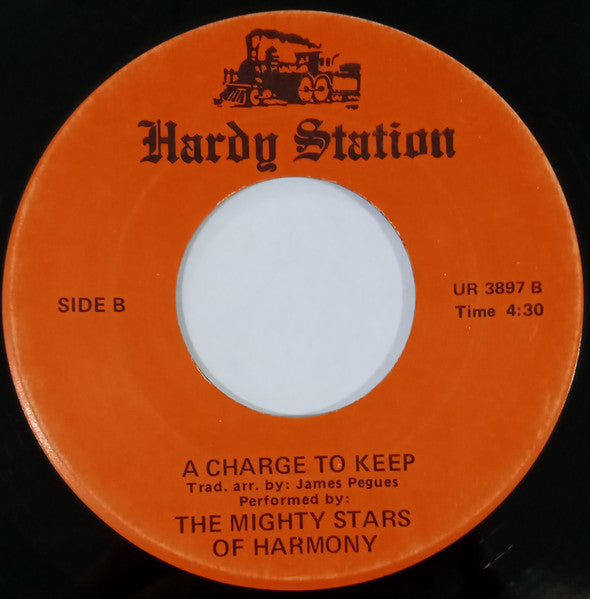 Hardy Station
SIDE B
UR 3897 B
Time 4:30
A CHARGE TO KEEP
Trad. arr. by: James Pegues
Performed by:
THE MIGHTY STARS
OF HARMONY